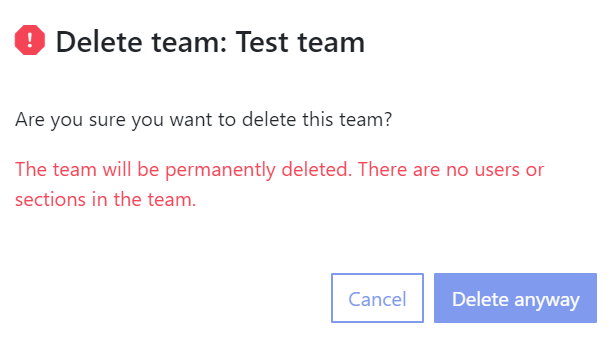 Delete team: Test team
Are you sure you want to delete this team?
The team will be permanently deleted. There are no users or
sections in the team.
Cancel
Delete anyway